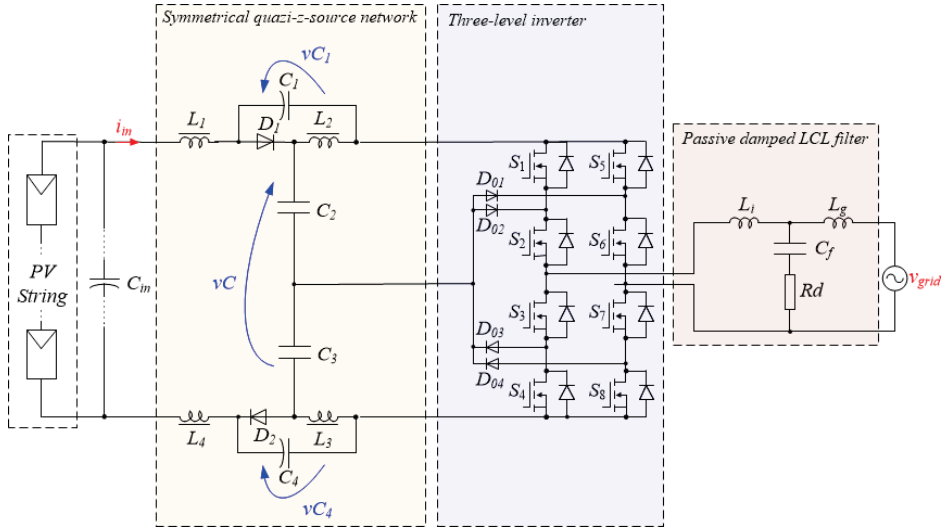 Symmetrical quazi-z-source network
Three-level inverter
Passive damped LCL filter
vC1
C1
iin
L1
D1
L2
S1
S5
D01
D02
C2
S2
S6
Li
Lg
Cf
PV
String
Cin
vC
vgrid
Rd
S3
S7
C3
D03
D04
S4
S8
L4
D2
L3
C4
vC4